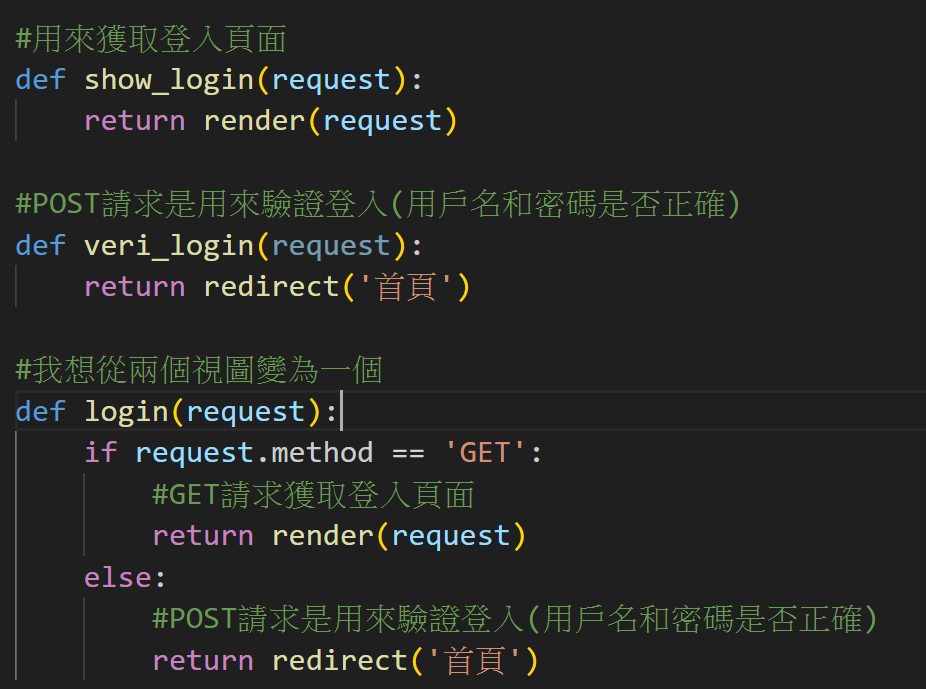 #用來獲取登入頁面
def show_login(request):
    return render(request)
#POST請求是用來驗證登入(用戶名和密碼是否正確)
def veri_login(request):
    return redirect('首頁')
#我想從兩個視圖變為一個
def login(request):
    if request.method == 'GET':
        #GET請求獲取登入頁面
        return render(request)
    else:
        #POST請求是用來驗證登入(用戶名和密碼是否正確)
        return redirect('首頁')